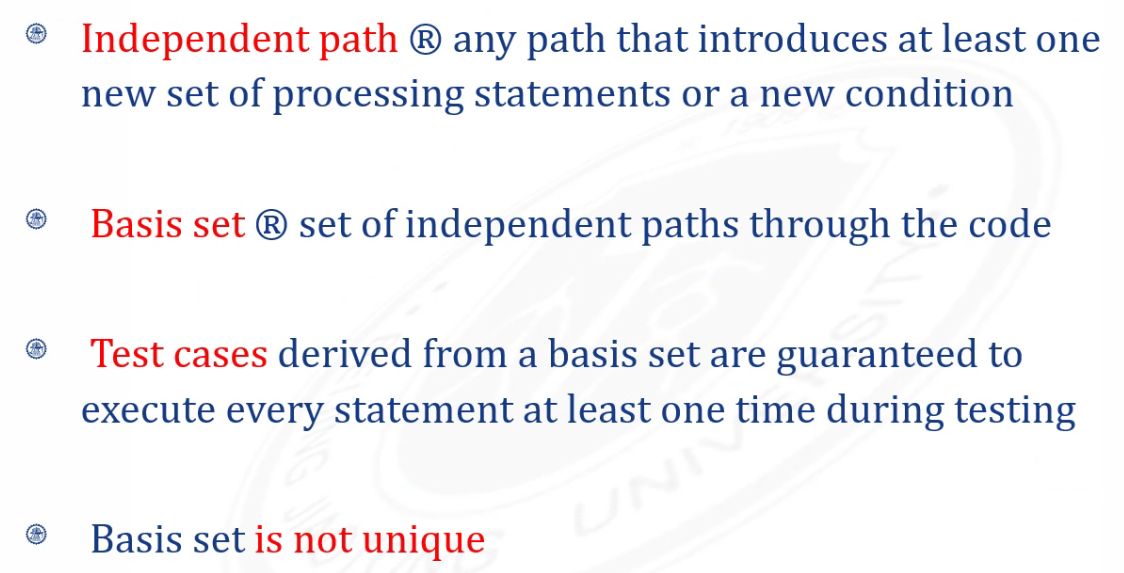 Independent path ® any path that introduces at least one
new set of processing statements or a new condition
Basis set ® set of independent paths through the code
Test cases derived from a basis set are guaranteed to
execute every statement at least one time during testing
Basis set is not unique